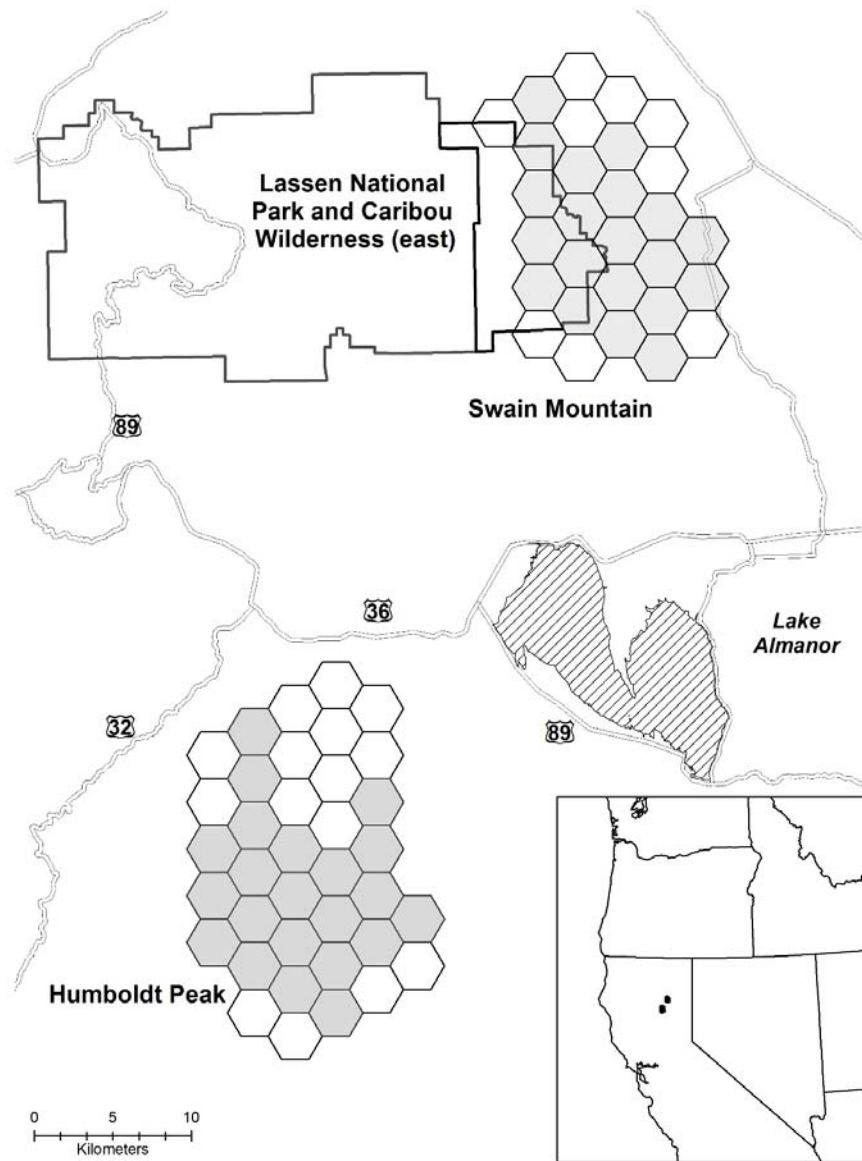 Lassen National
Park and Caribou
Wilderness (east)
Swain Mountain
89
36
Lake
Almanor
32
89
Humboldt Peak
0 5 10
Kilometers